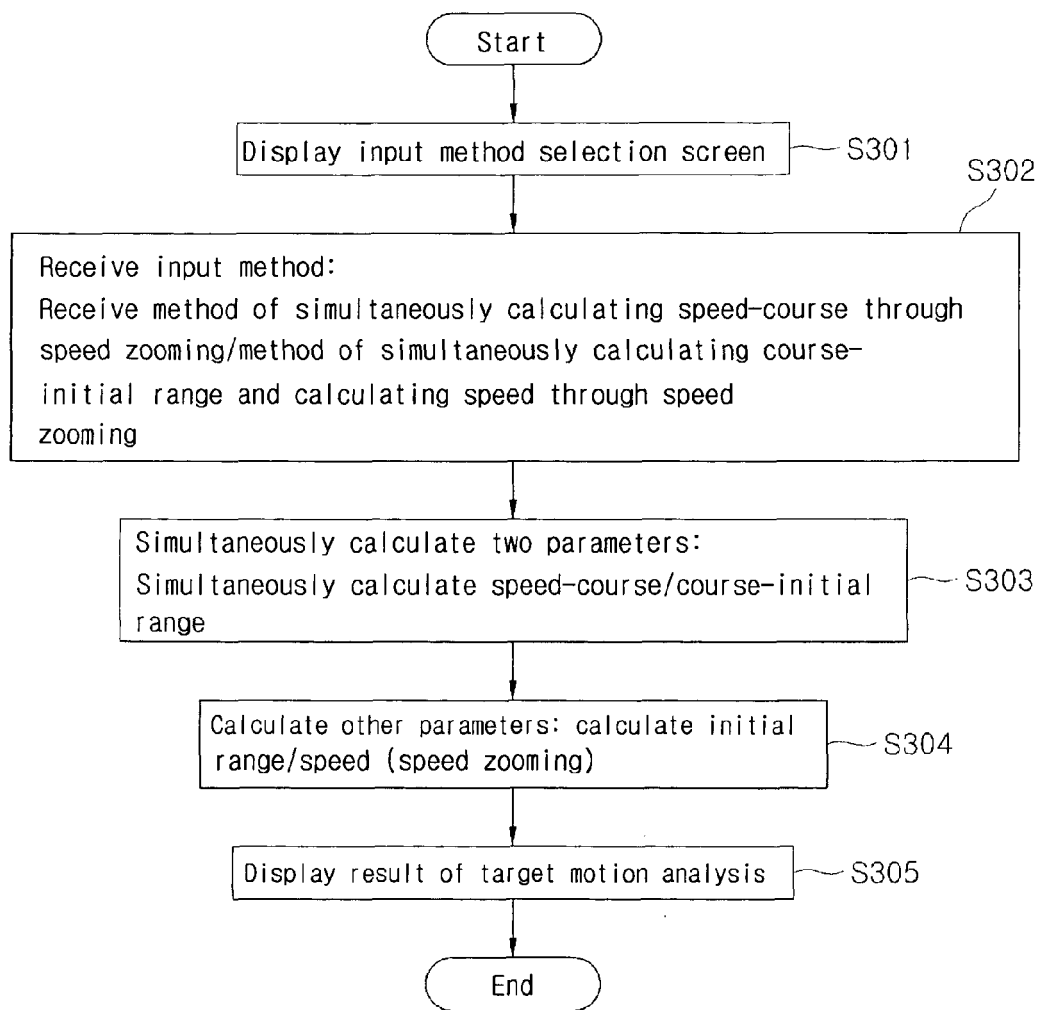 Start
Display input method selection screen
S301
S302
Receive input method:
Receive method of simultaneously calculating speed-course through
speed zooming/method of simultaneously calculating course-
initial range and calculating speed through speed
zooming
Simultaneously calculate two parameters:
Simultaneously calculate speed-course/course-initial
range
S303
Calculate other parameters: calculate initial
range/speed (speed zooming)
S304
Display result of target motion analysis
S305
End